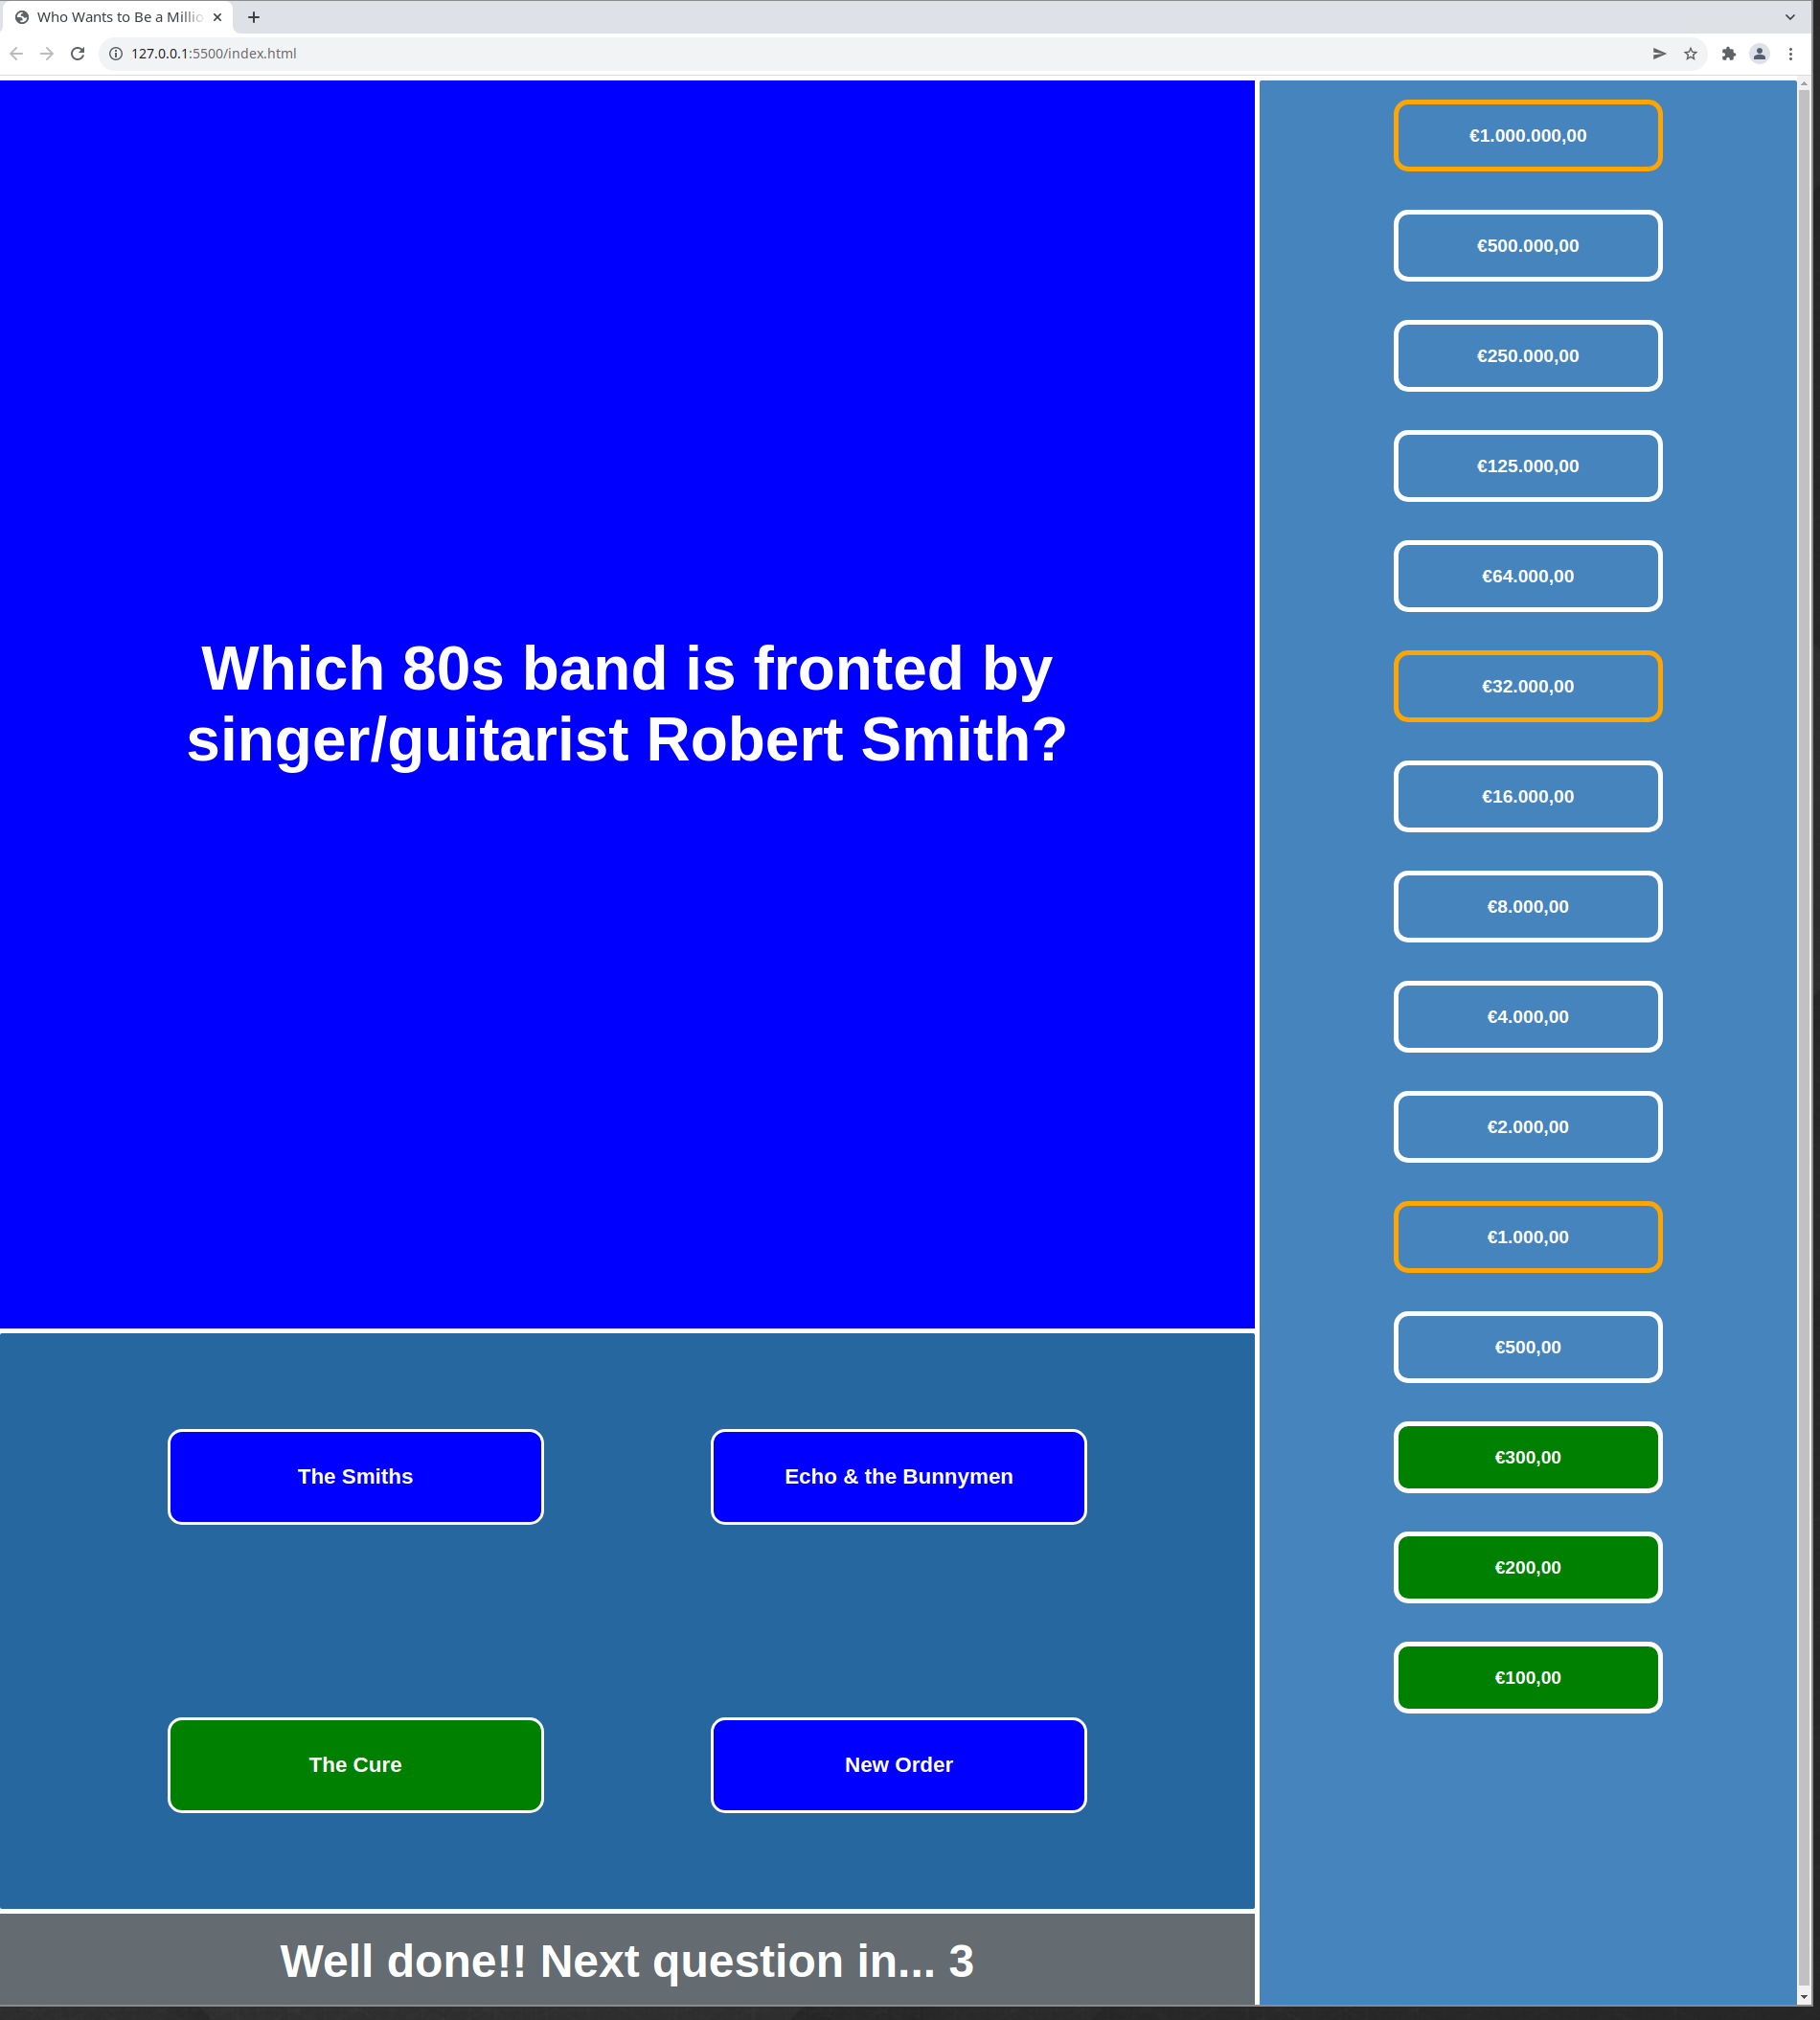 Who Wants to Be a Millio
127.0.0.1:5500/index.html
Which 80s band is fronted by
singer/guitarist Robert Smith?
The Smiths
Echo & the Bunnymen
The Cure
New Order
Well done!! Next question in... 3
€1.000.000,00
€500.000,00
€250.000,00
€125.000,00
€64.000,00
€32.000,00
€16.000,00
€8.000,00
€4.000,00
€2.000,00
€1.000,00
€500,00
€300,00
€200,00
€100,00